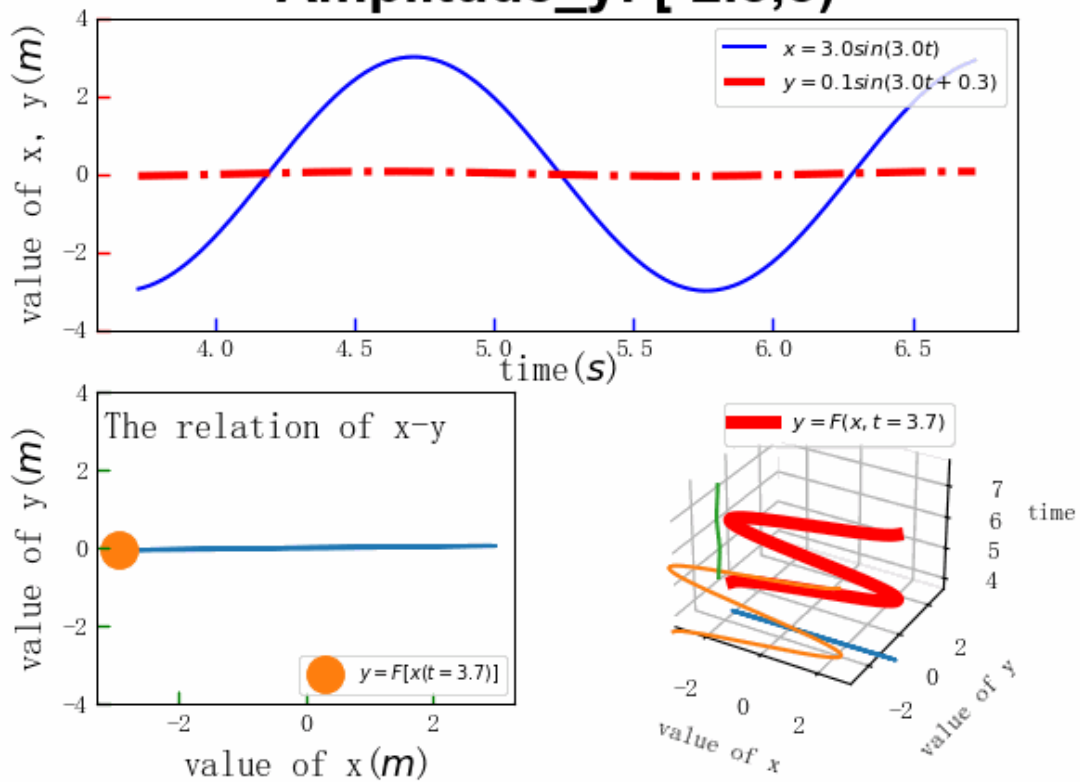 4
2
0
−2
−4
value of x, y(m)
x = 3.0sin(3.0t)
y = 0.1sin(3.0t + 0.3)
4.0 4.5 5.0 5.5 6.0 6.5
time(s)
4
2
0
−2
−4
value of y(m)
The relation of x-y
y = F[x(t = 3.7)]
−2 0 2
value of x(m)
y = F(x, t = 3.7)
7
6
5
4
time
−2
0
2
value of x
−2
0
2
value of y